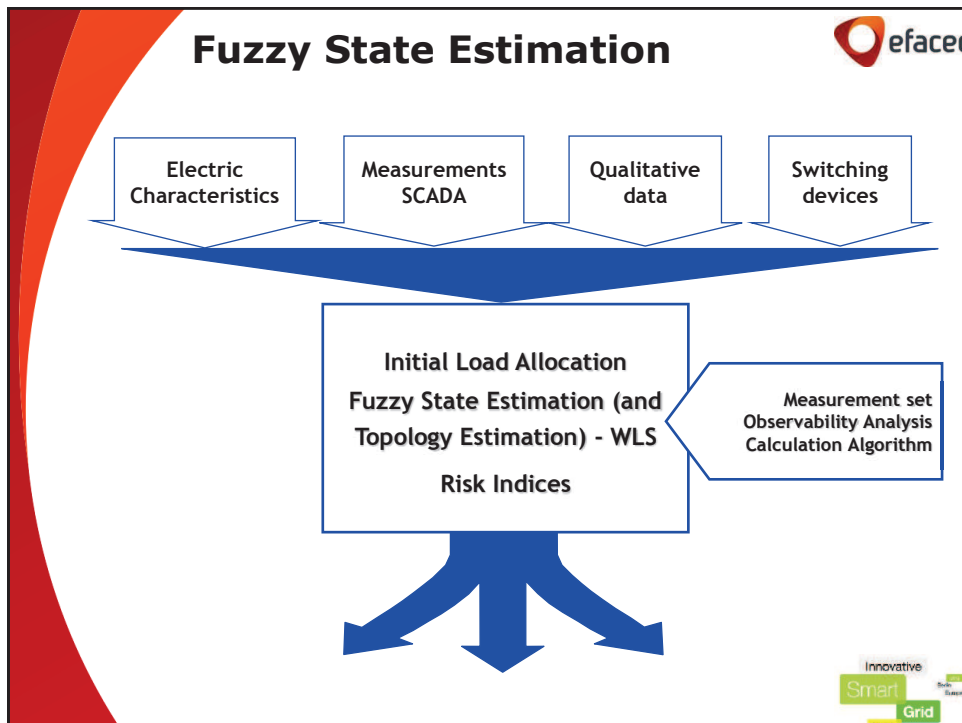 Fuzzy State Estimation
efacec
Electric
Characteristics
Measurements
SCADA
Qualitative
data
Switching
devices
Initial Load Allocation
Fuzzy State Estimation (and
Topology Estimation) - WLS
Risk Indices
Measurement set
Observability Analysis
Calculation Algorithm
Innovative
Smart
Grid